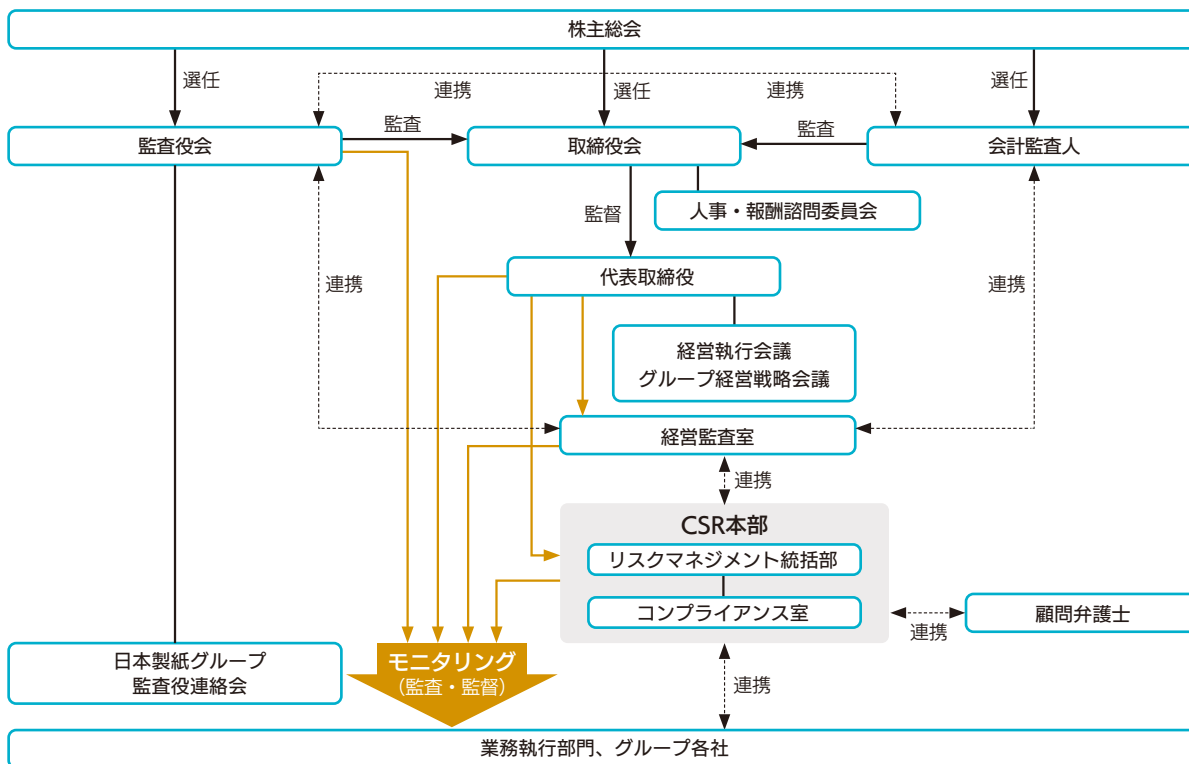 株主総会
選任
連携
選任
連携
選任
監査役会
監査
取締役会
監査
会計監査人
監督
人事・報酬諮問委員会
代表取締役
連携
連携
経営執行会議
グループ経営戦略会議
経営監査室
連携
CSR本部
リスクマネジメント統括部
コンプライアンス室
顧問弁護士
連携
日本製紙グループ
監査役連絡会
モニタリング
（監査・監督）
連携
業務執行部門、グループ各社